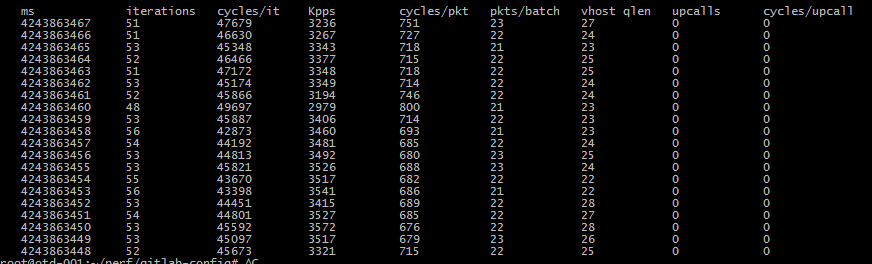 ms iterations cycles/it Kpps cycles/pkt pkts/batch vhost qlen upcalls cycles/upcall
4243863467 51 47679 3236 751 23 27 0 0
4243863466 51 46630 3267 727 22 24 0 0
4243863465 53 45348 3343 718 21 23 0 0
4243863464 52 46466 3377 715 22 25 0 0
4243863463 51 47172 3348 718 22 25 0 0
4243863462 53 45174 3349 714 22 24 0 0
4243863461 52 45866 3194 746 22 24 0 0
4243863460 48 49697 2979 800 21 23 0 0
4243863459 53 45887 3406 714 22 25 0 0
4243863458 56 42873 3460 693 21 23 0 0
4243863457 54 44192 3481 685 22 24 0 0
4243863456 53 44813 3492 680 23 25 0 0
4243863455 53 45821 3526 688 23 24 0 0
4243863454 55 43670 3517 682 22 22 0 0
4243863453 56 43398 3541 686 21 22 0 0
4243863452 53 44451 3415 689 22 28 0 0
4243863451 54 44801 3527 685 22 27 0 0
4243863450 53 45592 3572 676 22 28 0 0
4243863449 53 45097 3517 679 23 26 0 0
4243863448 52 45673 3321 715 22 25 0 0
root@otd-001:~/perf/gitlab-config# ^C